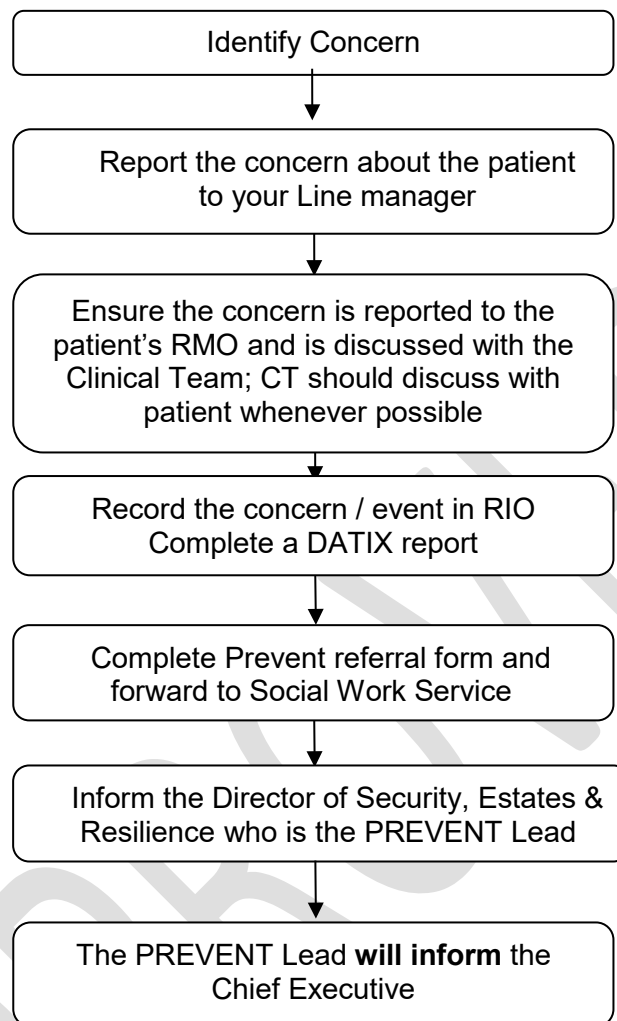 Identify Concern
Report the concern about the patient
to your Line manager
Ensure the concern is reported to the
patient’s RMO and is discussed with the
Clinical Team; CT should discuss with
patient whenever possible
Record the concern / event in RIO
Complete a DATIX report
Complete Prevent referral form and
forward to Social Work Service
Inform the Director of Security, Estates &
Resilience who is the PREVENT Lead
The PREVENT Lead will inform the
Chief Executive